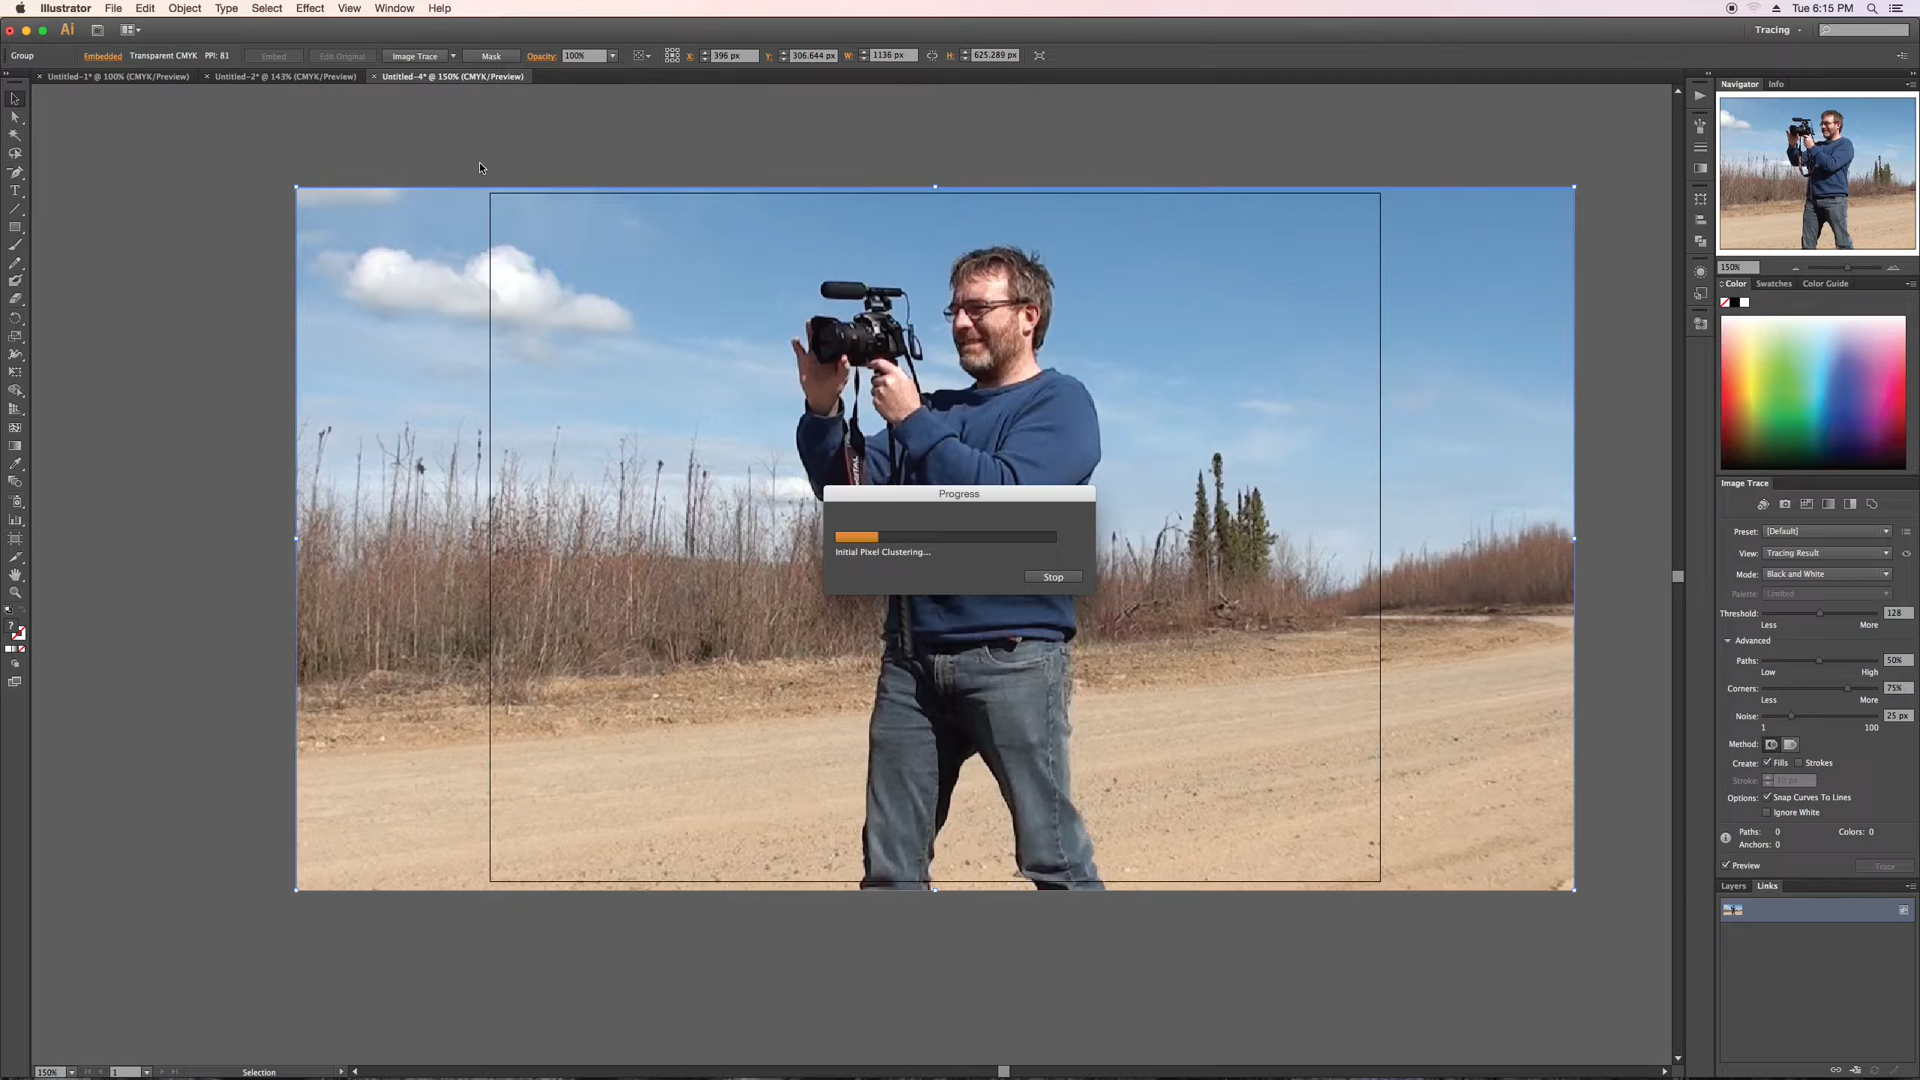 Illustrator File Edit Object Type Select Effect View Window Help Tue 6:15 PM
Ai Br Tracing
Group Embedded Transparent CMYK PPI: 81 Embed Edit Original Image Trace Mask Opacity: 100% X: 396 px Y: 306.644 px W: 1136 px H: 625.289 px
Untitled-1* @ 100% (CMYK/Preview) Untitled-2* @ 143% (CMYK/Preview) Untitled-4* @ 150% (CMYK/Preview)
Navigator Info
150%
Color Swatches Color Guide
DIGITAL
Progress
Initial Pixel Clustering...
Stop
Image Trace
Preset: [Default]
View: Tracing Result
Mode: Black and White
Palette: Limited
Threshold: 128
Less More
Advanced
Paths: 50%
Low High
Corners: 75%
Less More
Noise: 25 px
1 100
Method:
Create: Fills Strokes
Stroke: 10 px
Options: Snap Curves To Lines
Ignore White
Paths: 0 Colors: 0
Anchors: 0
Preview Trace
Layers Links
150% 1 Selection